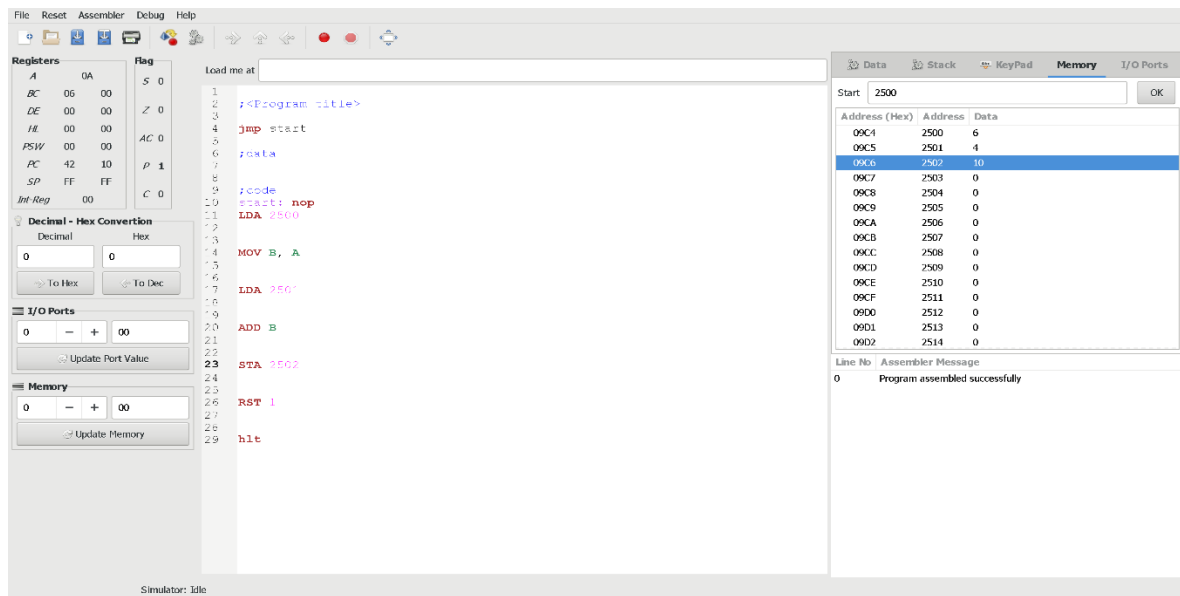 File Reset Assembler Debug Help
Registers
A 0A
BC 06 00
DE 00 00
HL 00 00
PSW 00 00
PC 42 10
SP FF FF
Int-Reg 00
Flag
S 0
Z 0
AC 0
P 1
C 0
Decimal - Hex Convertion
Decimal Hex
0 0
To Hex To Dec
I/O Ports
0 − + 00
Update Port Value
Memory
0 − + 00
Update Memory
Load me at
1
2 ;<Program title>
3
4 jmp start
5
6 ;data
7
8
9 ;code
10 start: nop
11 LDA 2500
12
13
14 MOV B, A
15
16
17 LDA 2501
18
19
20 ADD B
21
22
23 STA 2502
24
25
26 RST 1
27
28
29 hlt
Data Stack KeyPad Memory I/O Ports
Start 2500 OK
Address (Hex) Address Data
09C4 2500 6
09C5 2501 4
09C6 2502 10
09C7 2503 0
09C8 2504 0
09C9 2505 0
09CA 2506 0
09CB 2507 0
09CC 2508 0
09CD 2509 0
09CE 2510 0
09CF 2511 0
09D0 2512 0
09D1 2513 0
09D2 2514 0
Line No Assembler Message
0 Program assembled successfully
Simulator: Idle